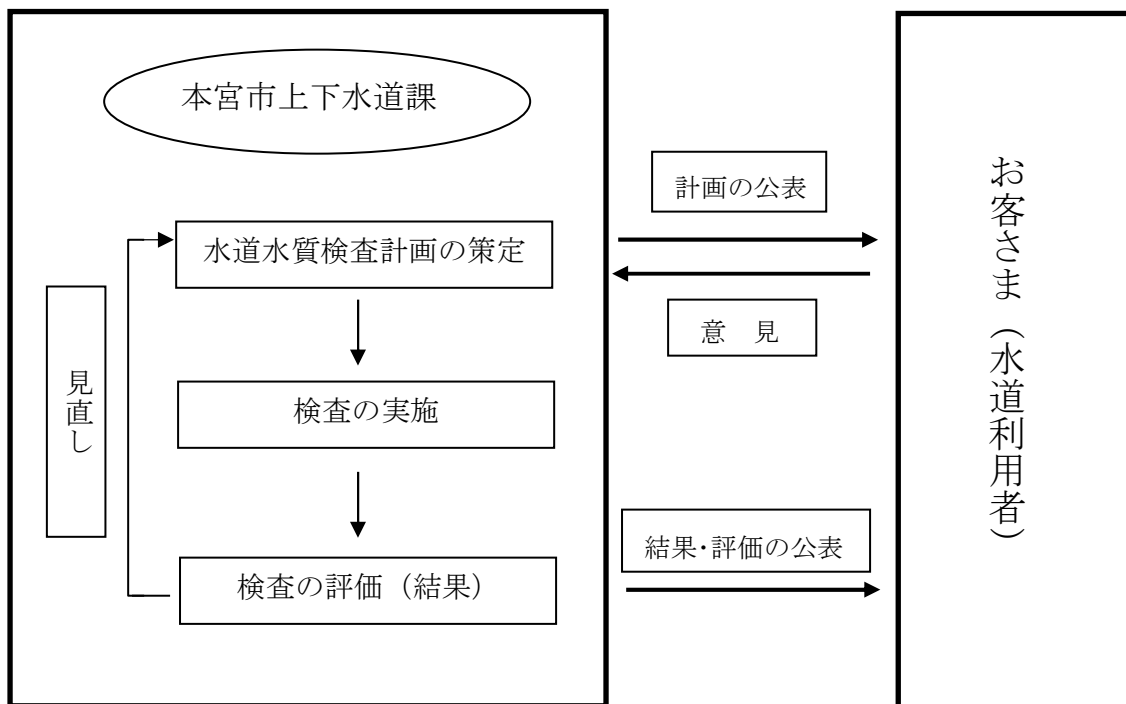 本宮市上下水道課
水道水質検査計画の策定
検査の実施
検査の評価（結果）
見直し
計画の公表
意　見
結果・評価の公表
お客さま（水道利用者）